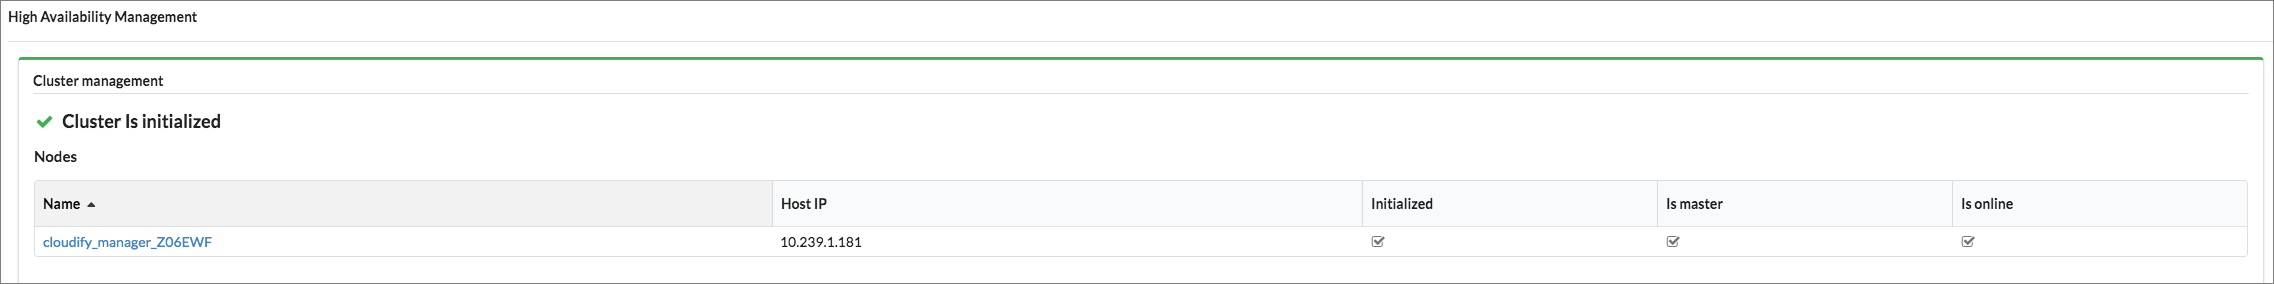 High Availability Management
Cluster management
Cluster Is initialized
Nodes
Name Host IP Initialized Is master Is online
cloudify_manager_Z06EWF 10.239.1.181